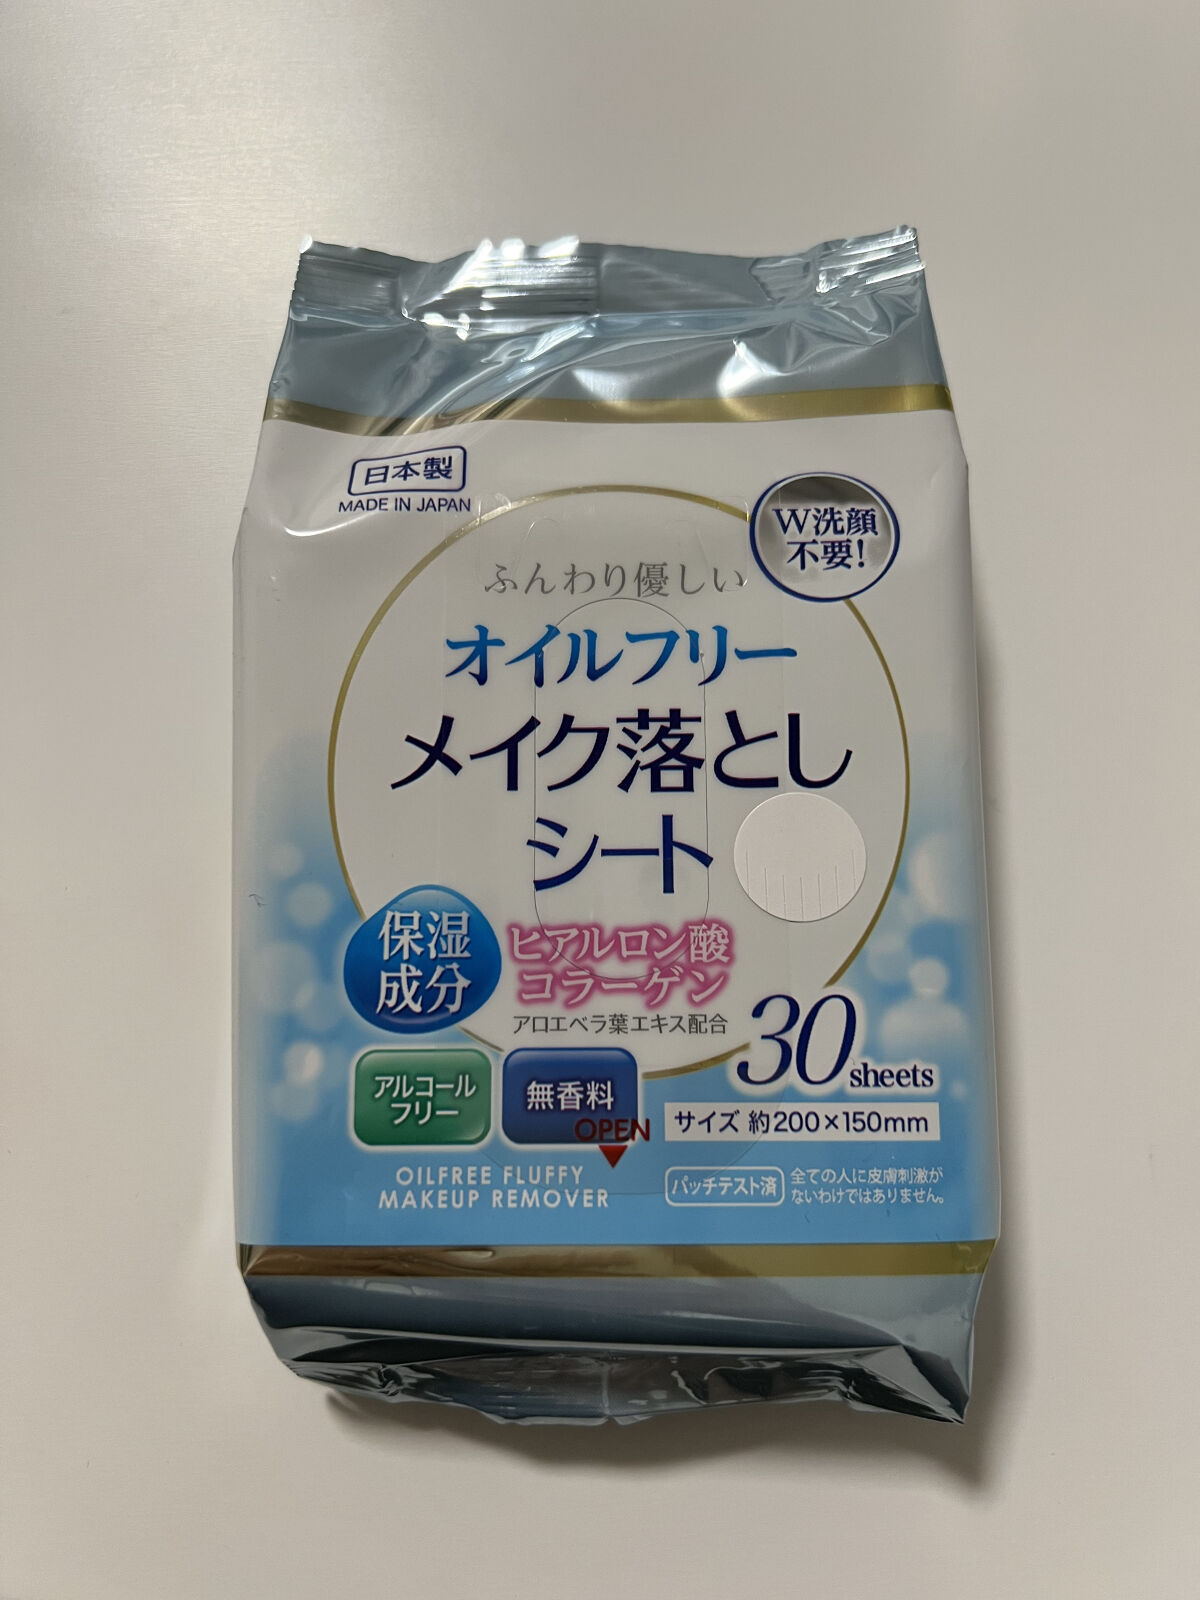 日本製
MADE IN JAPAN
W洗顔
不要!
ふんわり優しい
オイルフリー
メイク落とし
シート
保湿
成分
ヒアルロン酸
コラーゲン
アロエベラ葉エキス配合
30 sheets
アルコール
フリー
無香料
サイズ 約200×150mm
OPEN
OILFREE FLUFFY
MAKEUP REMOVER
パッチテスト済
全ての人に皮膚刺激が
ないわけではありません。